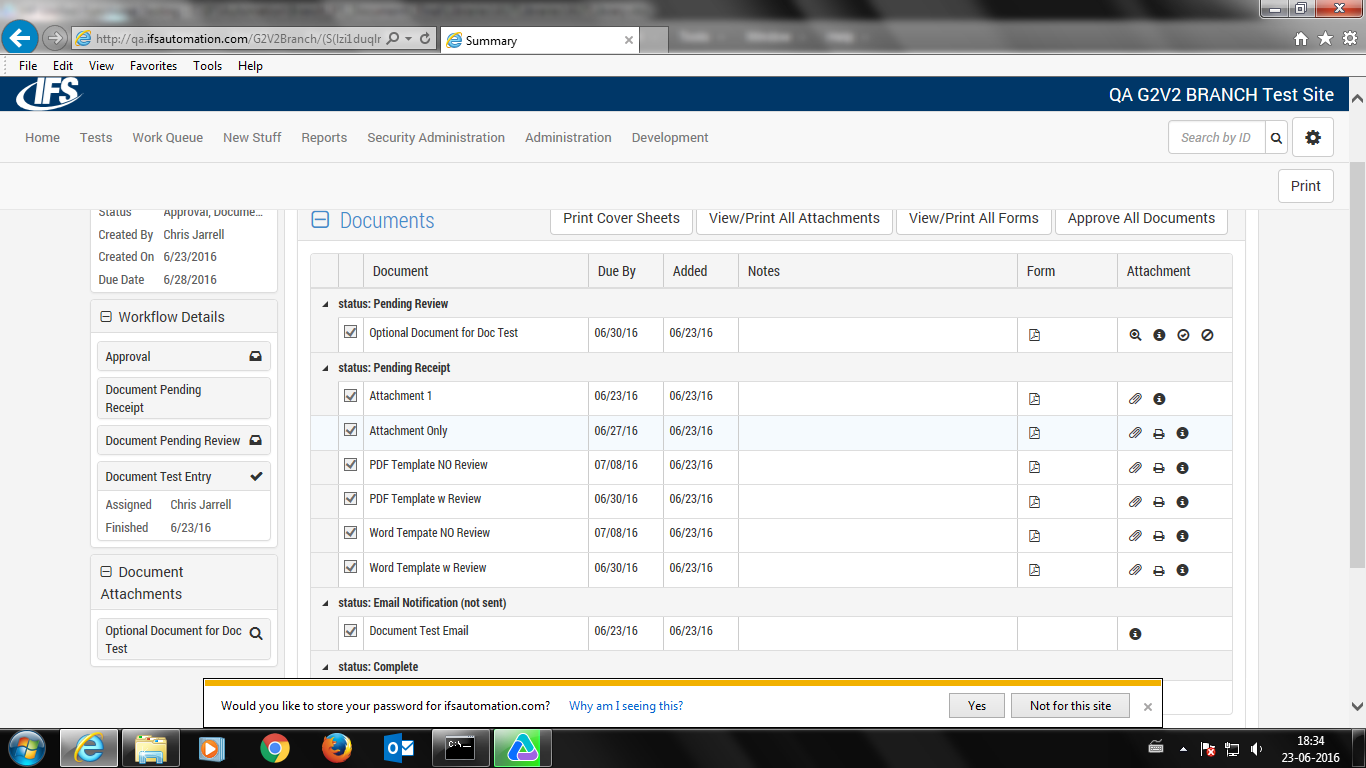 http://qa.ifsautomation.com/G2V2Branch/(S(lzi1duqlr
Summary
File Edit View Favorites Tools Help
IFS
QA G2V2 BRANCH Test Site
Home Tests Work Queue New Stuff Reports Security Administration Administration Development
Search by ID
Print
Status Approval, Docume...
Created By Chris Jarrell
Created On 6/23/2016
Due Date 6/28/2016
Workflow Details
Approval
Document Pending
Receipt
Document Pending Review
Document Test Entry
Assigned Chris Jarrell
Finished 6/23/16
Document
Attachments
Optional Document for Doc
Test
Documents
Print Cover Sheets View/Print All Attachments View/Print All Forms Approve All Documents
Document Due By Added Notes Form Attachment
status: Pending Review
Optional Document for Doc Test 06/30/16 06/23/16
status: Pending Receipt
Attachment 1 06/23/16 06/23/16
Attachment Only 06/27/16 06/23/16
PDF Template NO Review 07/08/16 06/23/16
PDF Template w Review 06/30/16 06/23/16
Word Tempate NO Review 07/08/16 06/23/16
Word Template w Review 06/30/16 06/23/16
status: Email Notification (not sent)
Document Test Email 06/23/16 06/23/16
status: Complete
Would you like to store your password for ifsautomation.com? Why am I seeing this? Yes Not for this site
18:34
23-06-2016